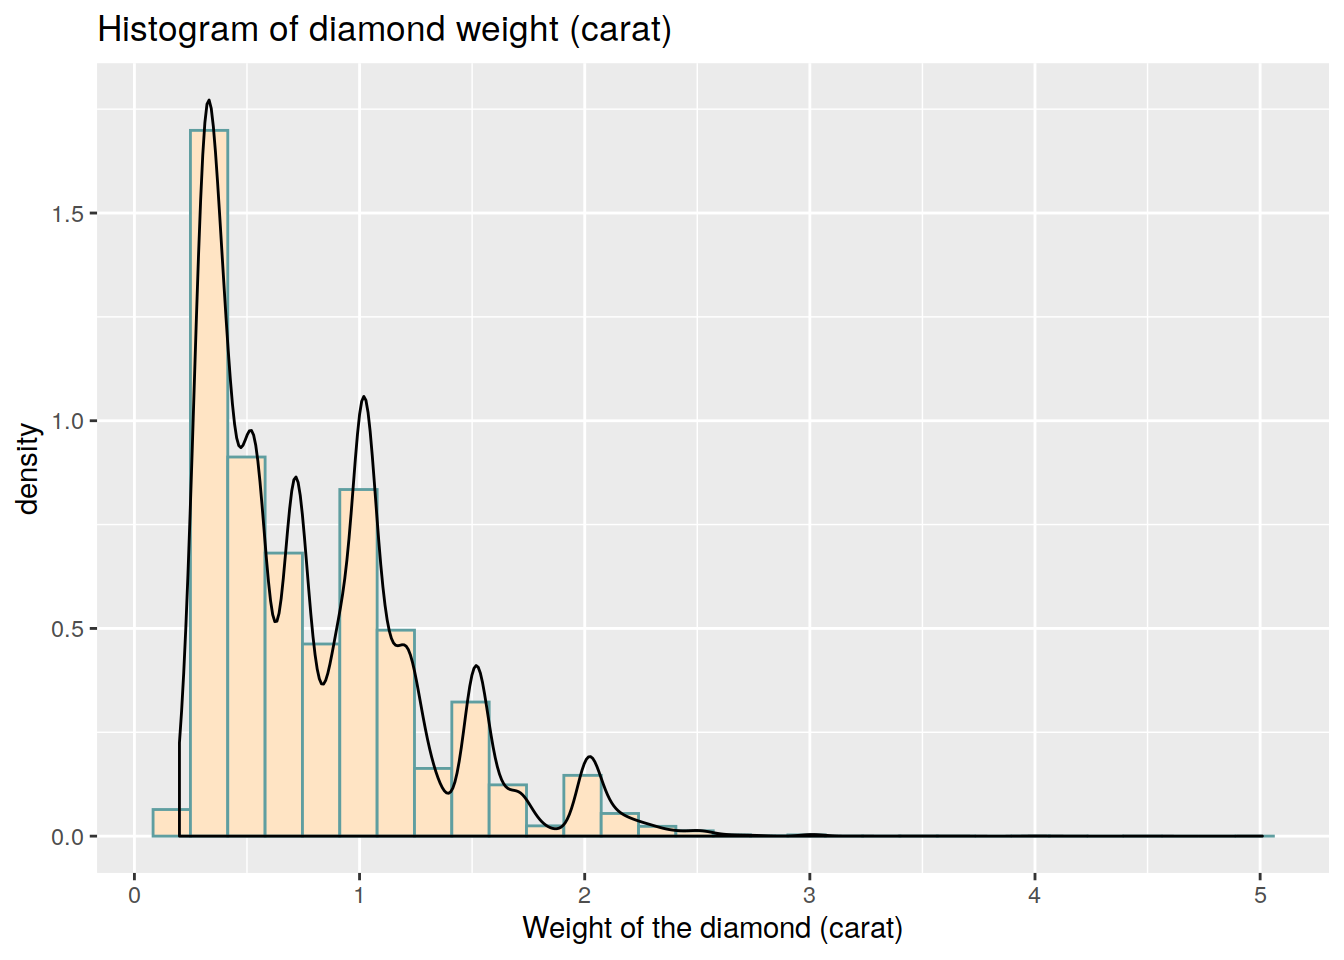 Histogram of diamond weight (carat)
density
1.5
1.0
0.5
0.0
0 1 2 3 4 5
Weight of the diamond (carat)